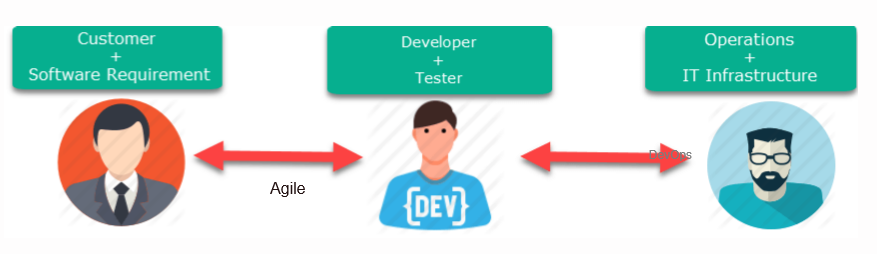 Customer
+
Software Requirement
Developer
+
Tester
Operations
+
IT Infrastructure
Agile
{DEV}
DevOps